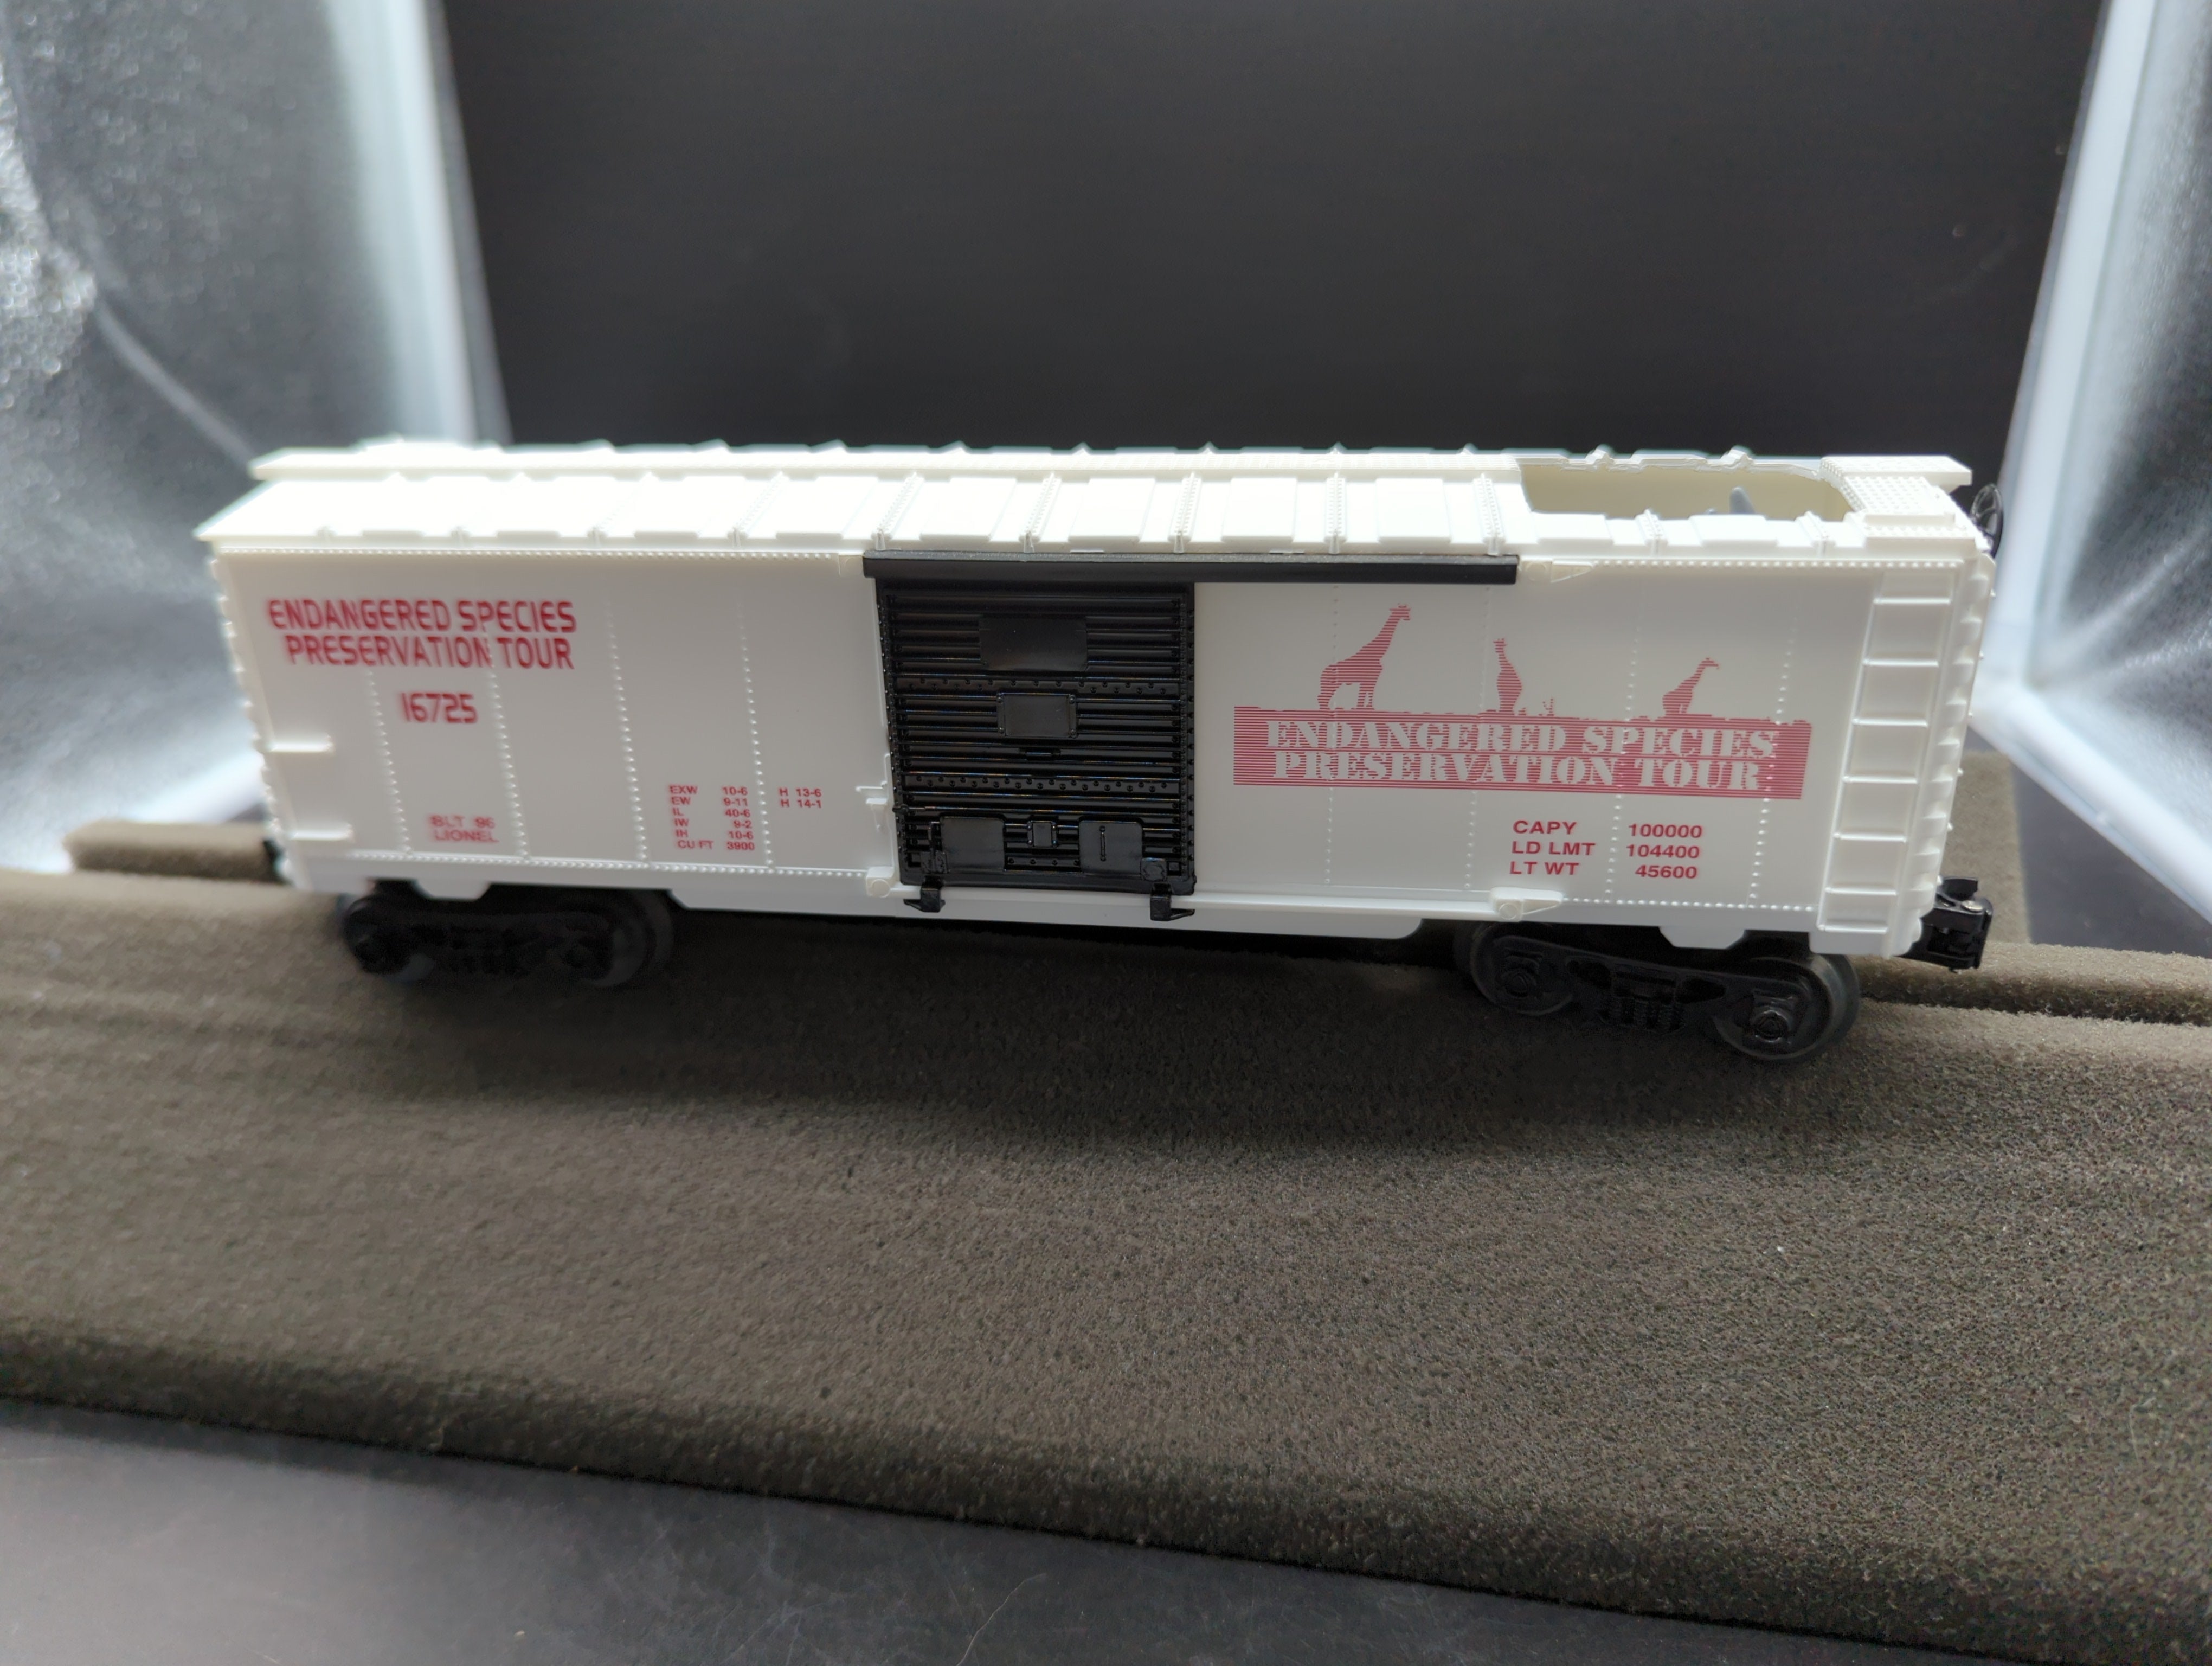 ENDANGERED SPECIES
PRESERVATION TOUR
16725
BLT 96
LIONEL
EXW 10-6 H 13-6
EW 9-11 H 14-1
IL 40-6
IW 9-2
IH 10-6
CU FT 3900
ENDANGERED SPECIES
PRESERVATION TOUR
CAPY 100000
LD LMT 104400
LT WT 45600